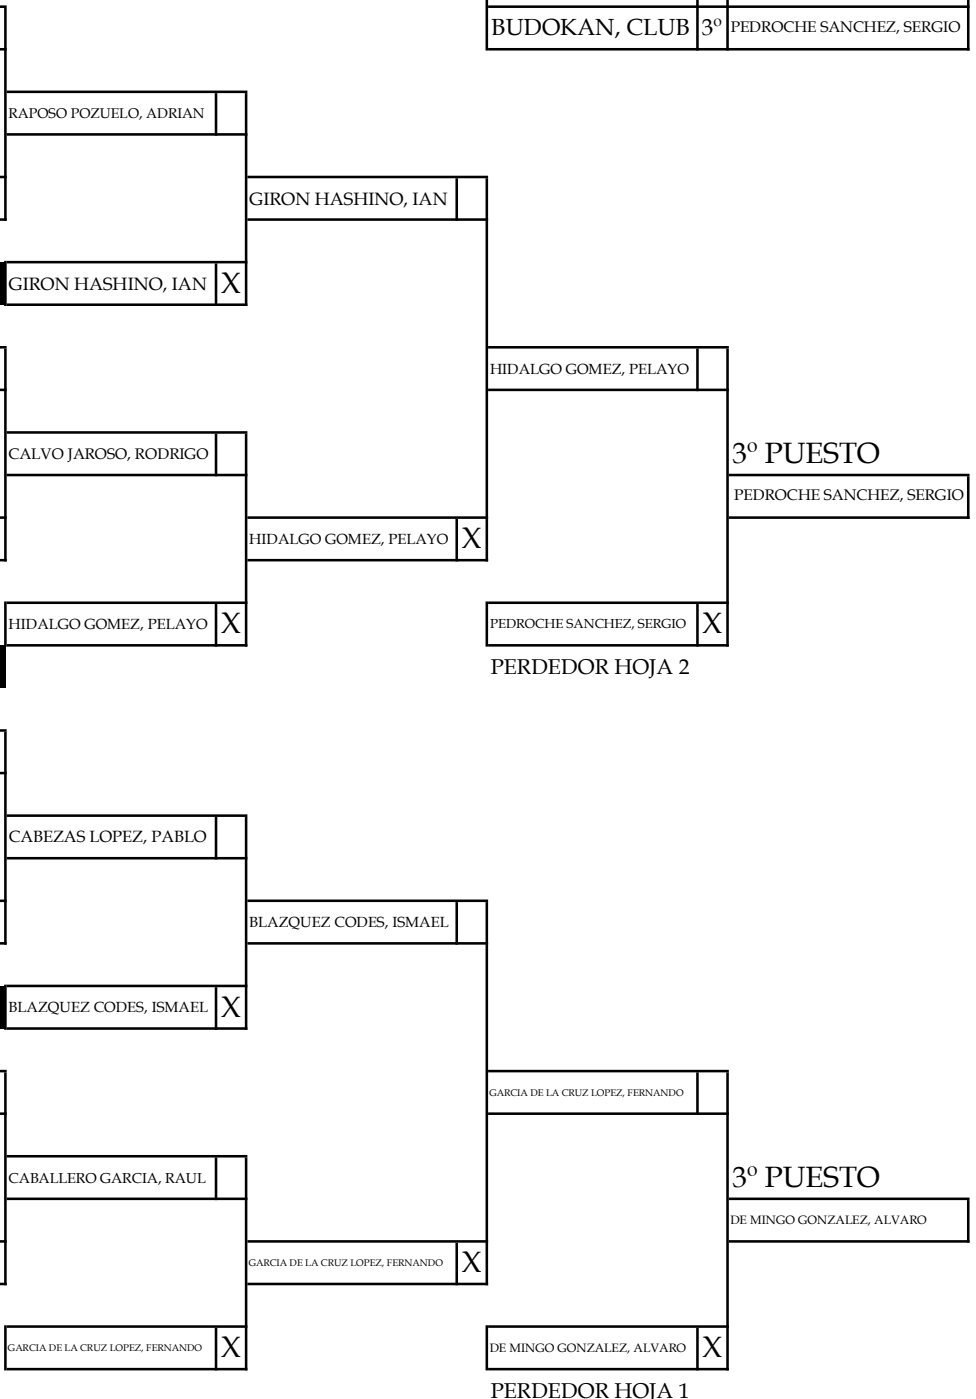 BUDOKAN, CLUB 3º PEDROCHE SANCHEZ, SERGIO
RAPOSO POZUELO, ADRIAN
GIRON HASHINO, IAN
GIRON HASHINO, IAN X
HIDALGO GOMEZ, PELAYO
CALVO JAROSO, RODRIGO
3º PUESTO
PEDROCHE SANCHEZ, SERGIO
HIDALGO GOMEZ, PELAYO X
HIDALGO GOMEZ, PELAYO X
PEDROCHE SANCHEZ, SERGIO X
PERDEDOR HOJA 2
CABEZAS LOPEZ, PABLO
BLAZQUEZ CODES, ISMAEL
BLAZQUEZ CODES, ISMAEL X
GARCIA DE LA CRUZ LOPEZ, FERNANDO
CABALLERO GARCIA, RAUL
3º PUESTO
DE MINGO GONZALEZ, ALVARO
GARCIA DE LA CRUZ LOPEZ, FERNANDO X
GARCIA DE LA CRUZ LOPEZ, FERNANDO X
DE MINGO GONZALEZ, ALVARO X
PERDEDOR HOJA 1